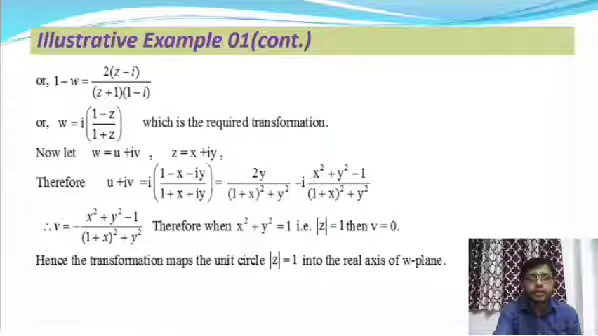 Illustrative Example 01(cont.)
or, 1 − w = 2(z − i) / (z + 1)(1 − i)
or, w = i((1 − z) / (1 + z)) which is the required transformation.
Now let w = u +iv , z = x +iy ,
Therefore u +iv = i((1 − x − iy) / (1 + x + iy)) = 2y / ((1 + x)² + y²) − i (x² + y² − 1) / ((1 + x)² + y²)
∴ v = − (x² + y² − 1) / ((1 + x)² + y²) Therefore when x² + y² = 1 i.e. |z| = 1 then v = 0.
Hence the transformation maps the unit circle |z| = 1 into the real axis of w-plane.